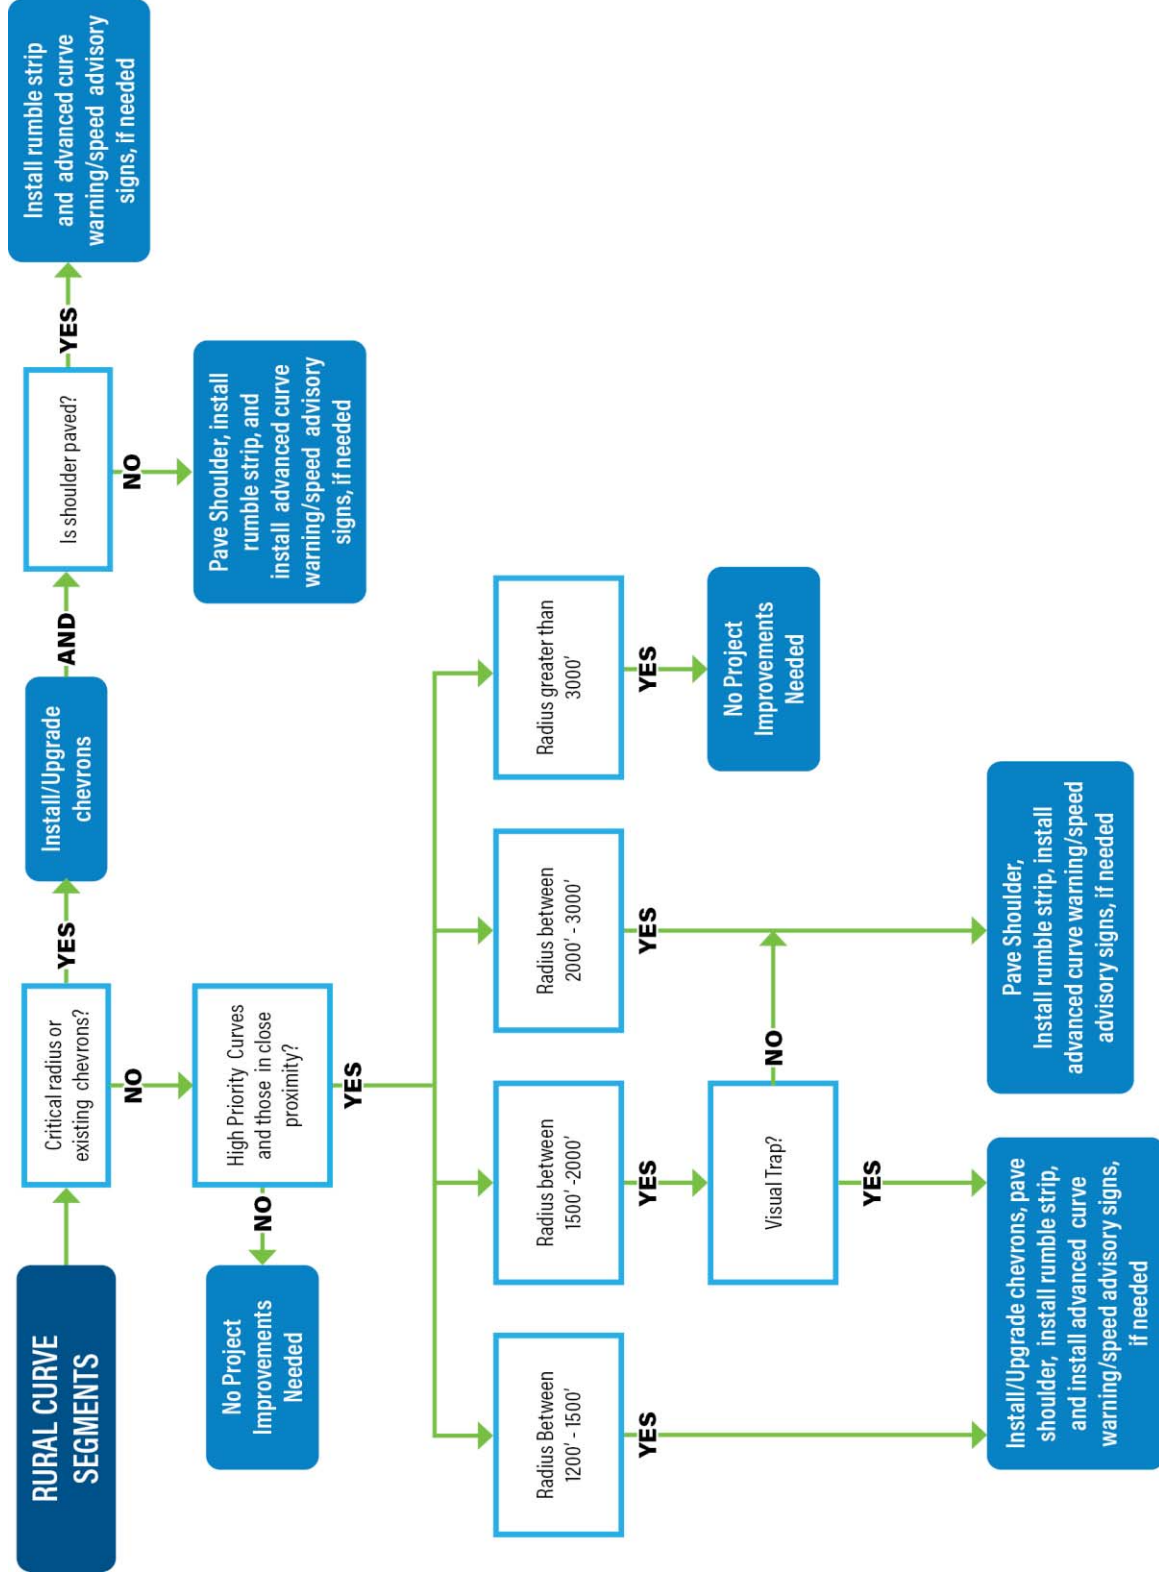 RURAL CURVE
SEGMENTS
Critical radius or
existing chevrons?
YES
Install/Upgrade
chevrons
AND
Is shoulder paved?
YES
Install rumble strip
and advanced curve
warning/speed advisory
signs, if needed
NO
Pave Shoulder, install
rumble strip, and
install advanced curve
warning/speed advisory
signs, if needed
NO
High Priority Curves
and those in close
proximity?
NO
No Project
Improvements
Needed
YES
Radius Between
1200' - 1500'
Radius between
1500' -2000'
Radius between
2000' - 3000'
Radius greater than
3000'
YES
YES
YES
YES
Visual Trap?
NO
No Project
Improvements
Needed
YES
Install/Upgrade chevrons, pave
shoulder, install rumble strip,
and install advanced curve
warning/speed advisory signs,
if needed
Pave Shoulder,
Install rumble strip, install
advanced curve warning/speed
advisory signs, if needed